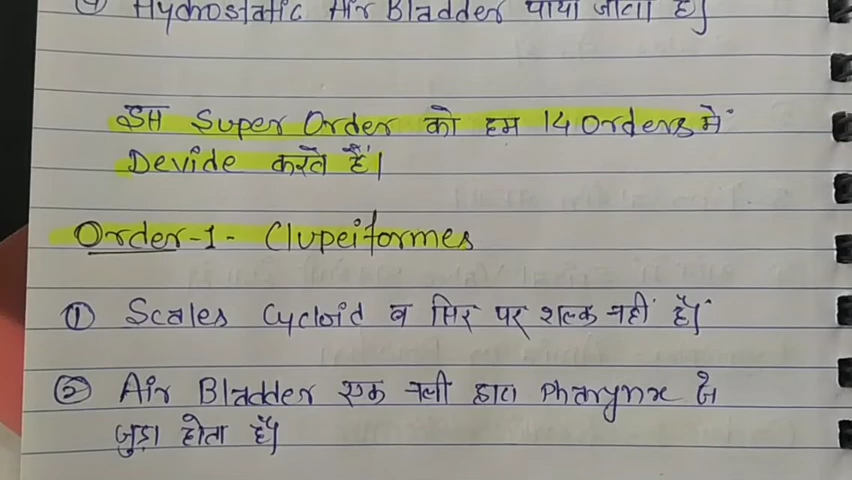 ④ Hydrostatic Air Bladder पाया जाता है।
इस Super Order को हम 14 Orders में
Devide करते हैं।
Order-1- Clupeiformes
① Scales Cycloid व सिर पर शल्क नहीं हैं।
② Air Bladder एक नली द्वारा Pharynx से
जुड़ा होता हैं।